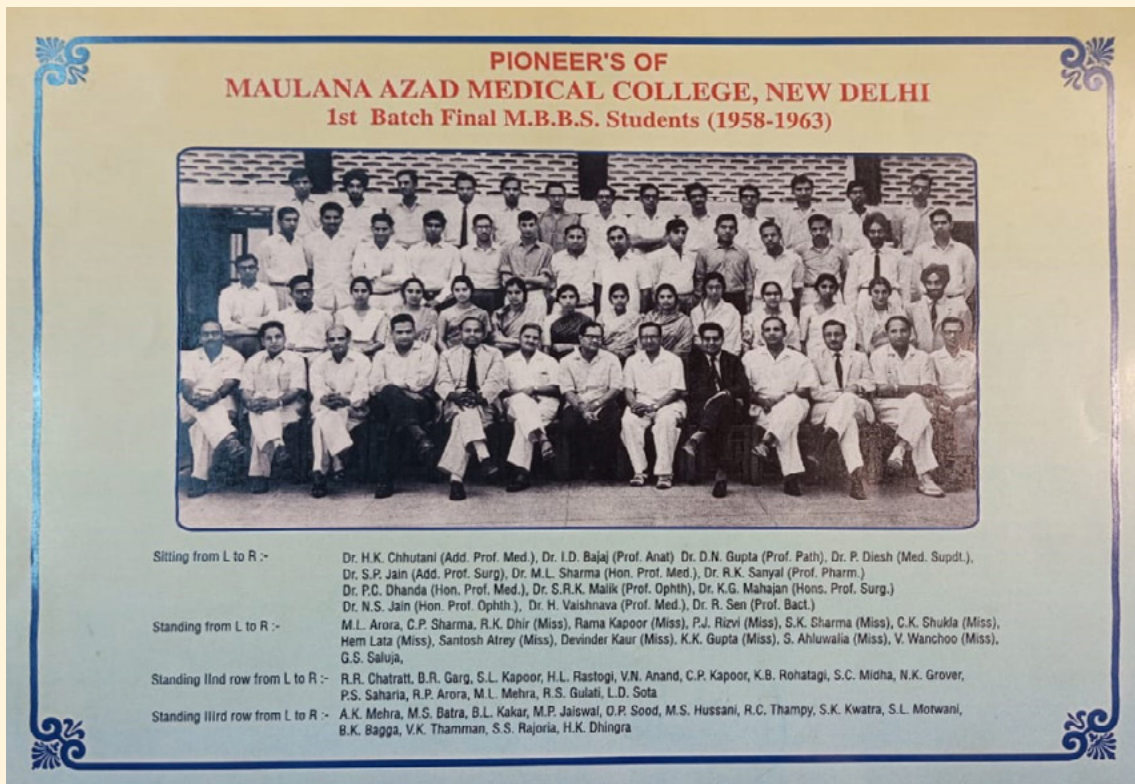 PIONEER'S OF
MAULANA AZAD MEDICAL COLLEGE, NEW DELHI
1st Batch Final M.B.B.S. Students (1958-1963)
Sitting from L to R :- Dr. H.K. Chhutani (Add. Prof. Med.), Dr. I.D. Bajaj (Prof. Anat) Dr. D.N. Gupta (Prof. Path), Dr. P. Diesh (Med. Supdt.),
Dr. S.P. Jain (Add. Prof. Surg), Dr. M.L. Sharma (Hon. Prof. Med.), Dr. R.K. Sanyal (Prof. Pharm.)
Dr. P.C. Dhanda (Hon. Prof. Med.), Dr. S.R.K. Malik (Prof. Ophth), Dr. K.G. Mahajan (Hons. Prof. Surg.)
Dr. N.S. Jain (Hon. Prof. Ophth.), Dr. H. Vaishnava (Prof. Med.), Dr. R. Sen (Prof. Bact.)
Standing from L to R :- M.L. Arora, C.P. Sharma, R.K. Dhir (Miss), Rama Kapoor (Miss), P.J. Rizvi (Miss), S.K. Sharma (Miss), C.K. Shukla (Miss),
Hem Lata (Miss), Santosh Atrey (Miss), Devinder Kaur (Miss), K.K. Gupta (Miss), S. Ahluwalia (Miss), V. Wanchoo (Miss),
G.S. Saluja,
Standing IInd row from L to R :- R.R. Chatratt, B.R. Garg, S.L. Kapoor, H.L. Rastogi, V.N. Anand, C.P. Kapoor, K.B. Rohatagi, S.C. Midha, N.K. Grover,
P.S. Saharia, R.P. Arora, M.L. Mehra, R.S. Gulati, L.D. Sota
Standing IIIrd row from L to R :- A.K. Mehra, M.S. Batra, B.L. Kakar, M.P. Jaiswal, O.P. Sood, M.S. Hussani, R.C. Thampy, S.K. Kwatra, S.L. Motwani,
B.K. Bagga, V.K. Thamman, S.S. Rajoria, H.K. Dhingra